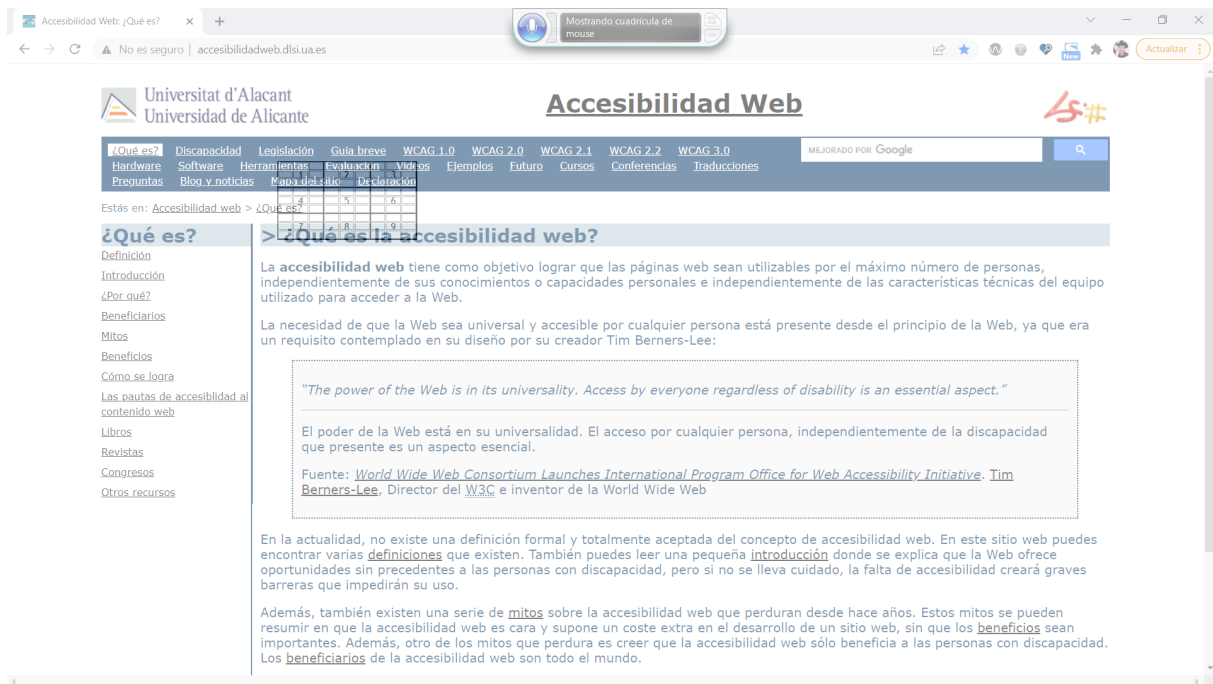 Accesibilidad Web: ¿Qué es?
Mostrando cuadrícula de
mouse
No es seguro
accesibilidadweb.dlsi.ua.es
New
Actualizar
Universitat d'Alacant
Universidad de Alicante
Accesibilidad Web
¿Qué es? Discapacidad Legislación Guía breve WCAG 1.0 WCAG 2.0 WCAG 2.1 WCAG 2.2 WCAG 3.0
Hardware Software Herramientas Evaluación Vídeos Ejemplos Futuro Cursos Conferencias Traducciones
Preguntas Blog y noticias Mapa del sitio Declaración
MEJORADO POR Google
1 2 3
4 5 6
7 8 9
Estás en: Accesibilidad web > ¿Qué es?
¿Qué es?
Definición
Introducción
¿Por qué?
Beneficiarios
Mitos
Beneficios
Cómo se logra
Las pautas de accesiblidad al
contenido web
Libros
Revistas
Congresos
Otros recursos
> ¿Qué es la accesibilidad web?
La accesibilidad web tiene como objetivo lograr que las páginas web sean utilizables por el máximo número de personas,
independientemente de sus conocimientos o capacidades personales e independientemente de las características técnicas del equipo
utilizado para acceder a la Web.
La necesidad de que la Web sea universal y accesible por cualquier persona está presente desde el principio de la Web, ya que era
un requisito contemplado en su diseño por su creador Tim Berners-Lee:
"The power of the Web is in its universality. Access by everyone regardless of disability is an essential aspect."
El poder de la Web está en su universalidad. El acceso por cualquier persona, independientemente de la discapacidad
que presente es un aspecto esencial.
Fuente: World Wide Web Consortium Launches International Program Office for Web Accessibility Initiative. Tim
Berners-Lee, Director del W3C e inventor de la World Wide Web
En la actualidad, no existe una definición formal y totalmente aceptada del concepto de accesibilidad web. En este sitio web puedes
encontrar varias definiciones que existen. También puedes leer una pequeña introducción donde se explica que la Web ofrece
oportunidades sin precedentes a las personas con discapacidad, pero si no se lleva cuidado, la falta de accesibilidad creará graves
barreras que impedirán su uso.
Además, también existen una serie de mitos sobre la accesibilidad web que perduran desde hace años. Estos mitos se pueden
resumir en que la accesibilidad web es cara y supone un coste extra en el desarrollo de un sitio web, sin que los beneficios sean
importantes. Además, otro de los mitos que perdura es creer que la accesibilidad web sólo beneficia a las personas con discapacidad.
Los beneficiarios de la accesibilidad web son todo el mundo.